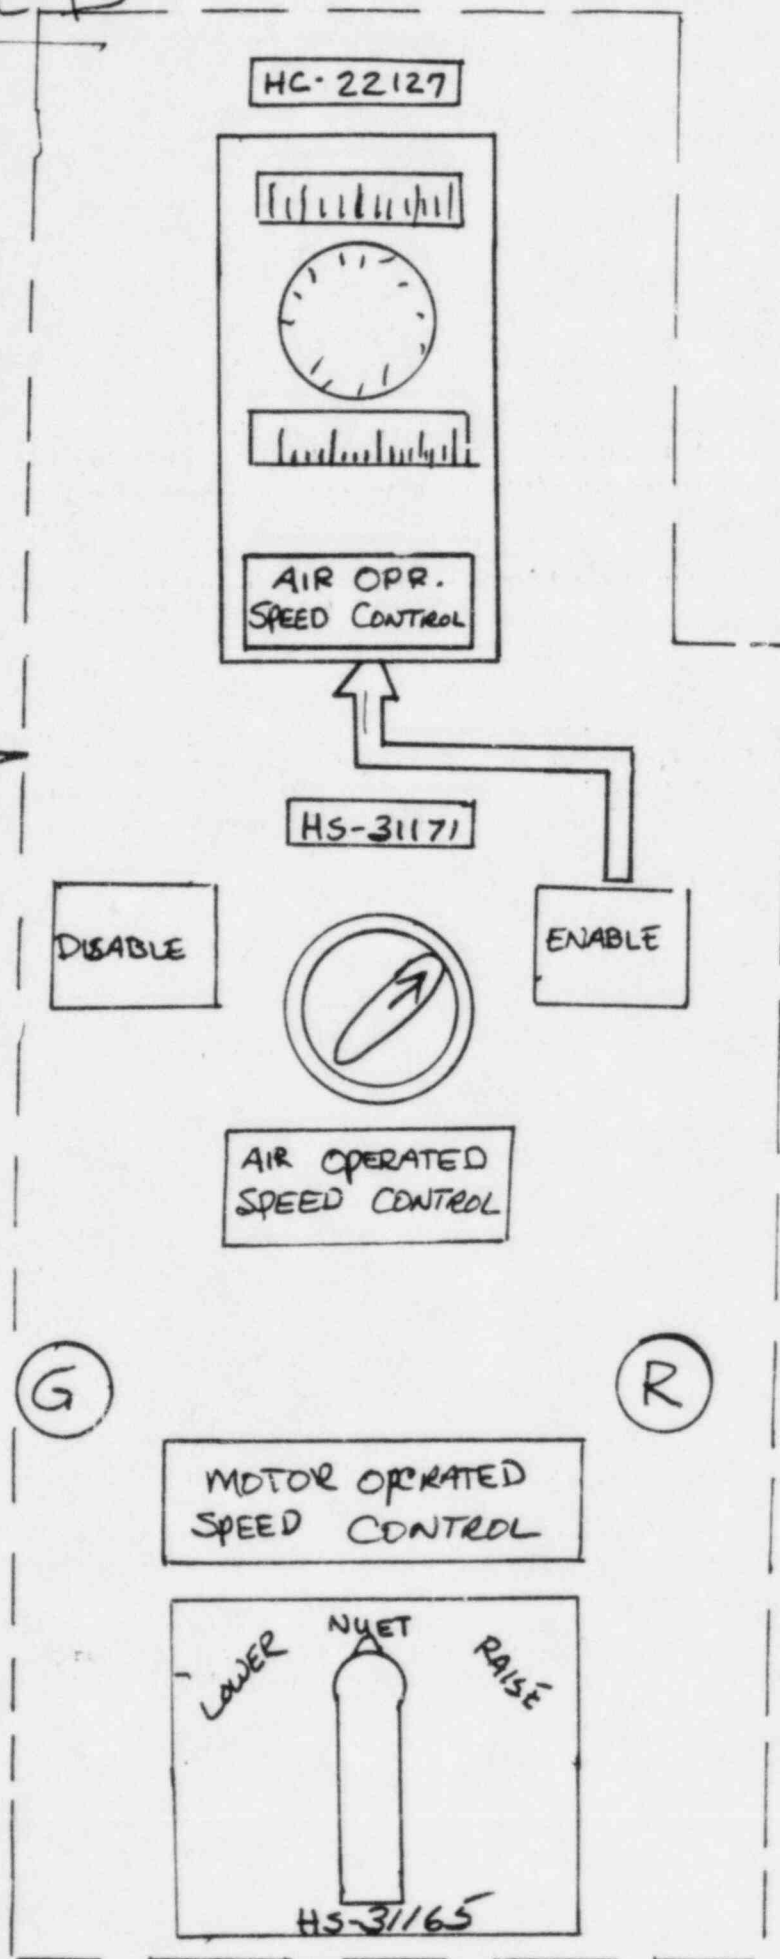 HC-22127
AIR OPR.
SPEED CONTROL
HS-31171
DISABLE
ENABLE
AIR OPERATED
SPEED CONTROL
G
R
MOTOR OPERATED
SPEED CONTROL
LOWER
NUET
RAISE
HS-31165